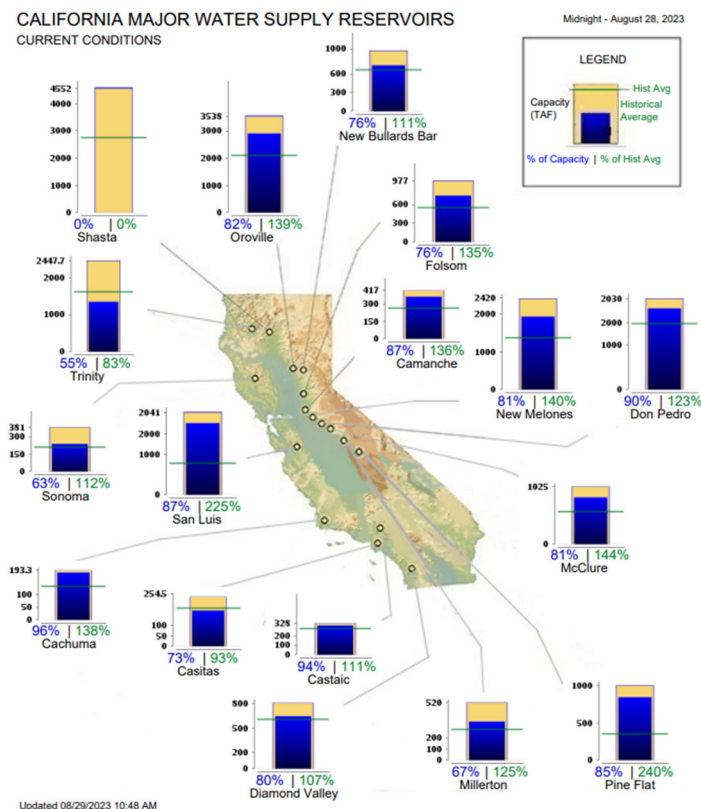 CALIFORNIA MAJOR WATER SUPPLY RESERVOIRS
CURRENT CONDITIONS
Midnight - August 28, 2023
LEGEND
Capacity
(TAF)
Hist Avg
Historical
Average
% of Capacity | % of Hist Avg
4552
4000
3000
2000
1000
0
0% | 0%
Shasta
3538
3000
2000
1000
0
82% | 139%
Oroville
1000
600
300
0
76% | 111%
New Bullards Bar
977
600
300
0
76% | 135%
Folsom
2447.7
2000
1000
0
55% | 83%
Trinity
417
300
150
0
87% | 136%
Camanche
2420
2000
1000
0
81% | 140%
New Melones
2030
2000
1000
0
90% | 123%
Don Pedro
381
300
150
0
63% | 112%
Sonoma
2041
2000
1000
0
87% | 225%
San Luis
1025
500
0
81% | 144%
McClure
193.3
100
50
0
96% | 138%
Cachuma
254.5
100
50
0
73% | 93%
Casitas
325
200
100
0
94% | 111%
Castaic
800
500
0
80% | 107%
Diamond Valley
520
200
100
0
67% | 125%
Millerton
1000
500
0
85% | 240%
Pine Flat
Updated 08/29/2023 10:48 AM